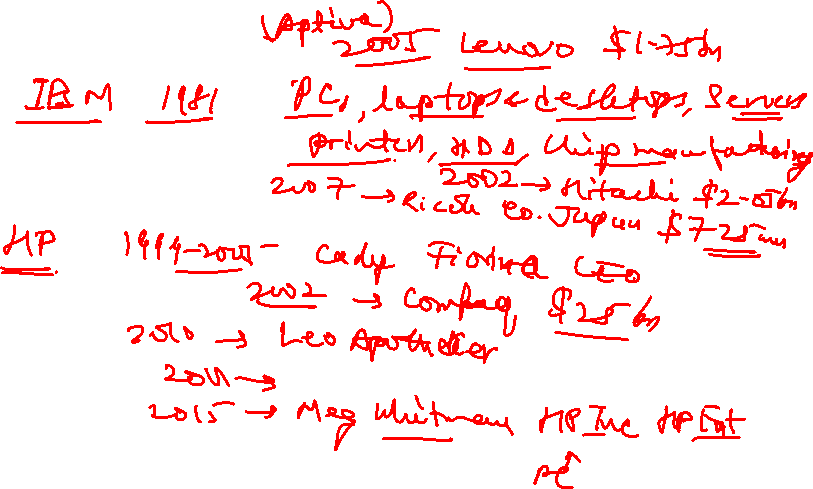 (Aptiva)
2005 Lenovo $1.75bn
IBM 1981 PCs, laptops & desktops, Servers
printers, HDD, Chip manufacturing
2002 → Hitachi $2.05bn
2007 → Ricoh Co. Japan $725mn
HP 1999-2005 Carly Fiorina CEO
2002 → Compaq $25bn
2010 → Leo Apotheker
2011 →
2015 → Meg Whitman HP Inc HP Ent
PC